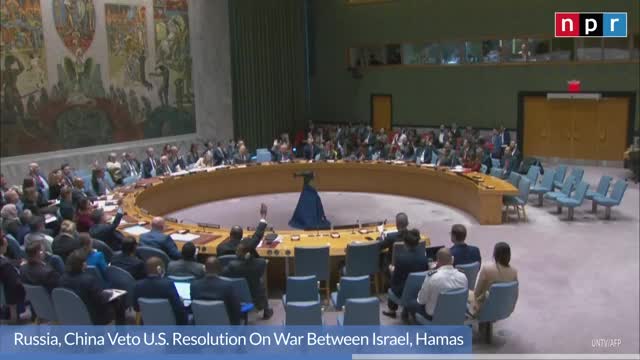 npr
UNTV/AFP
Russia, China Veto U.S. Resolution On War Between Israel, Hamas